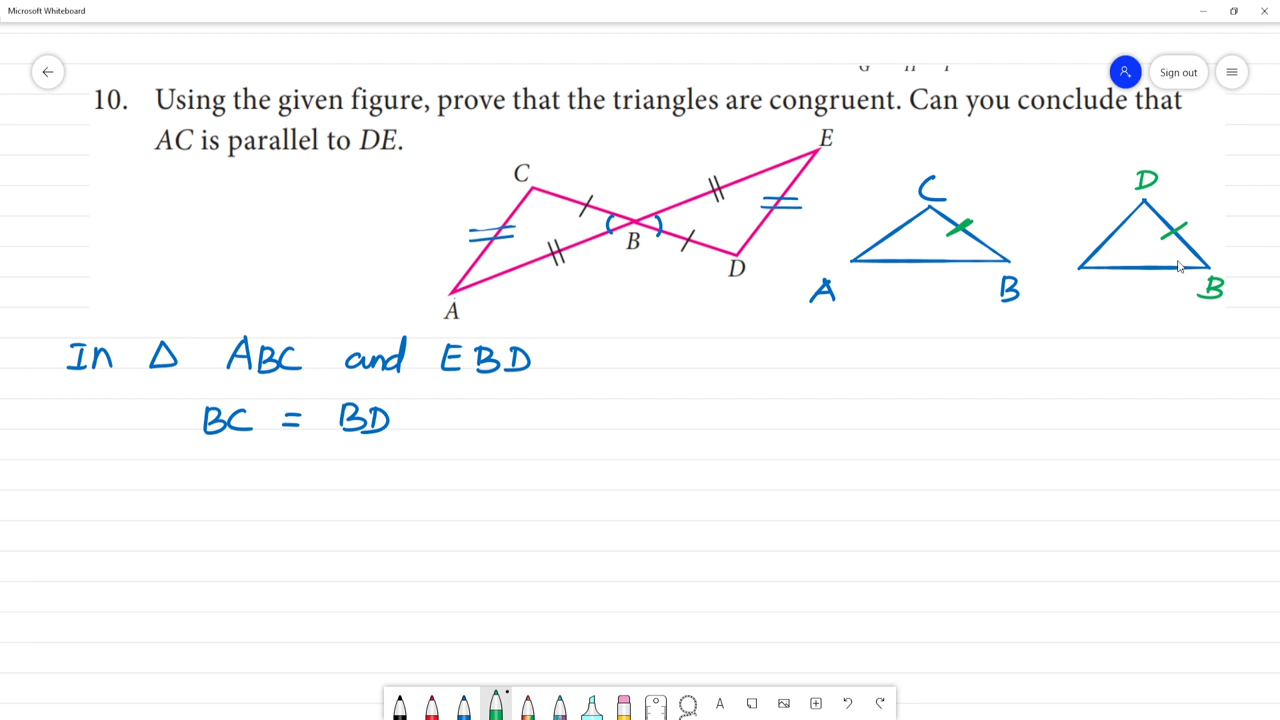 Microsoft Whiteboard
Sign out
10. Using the given figure, prove that the triangles are congruent. Can you conclude that
AC is parallel to DE.
E
C
B
D
A
C
A
B
D
B
In Δ ABC and EBD
BC = BD
A